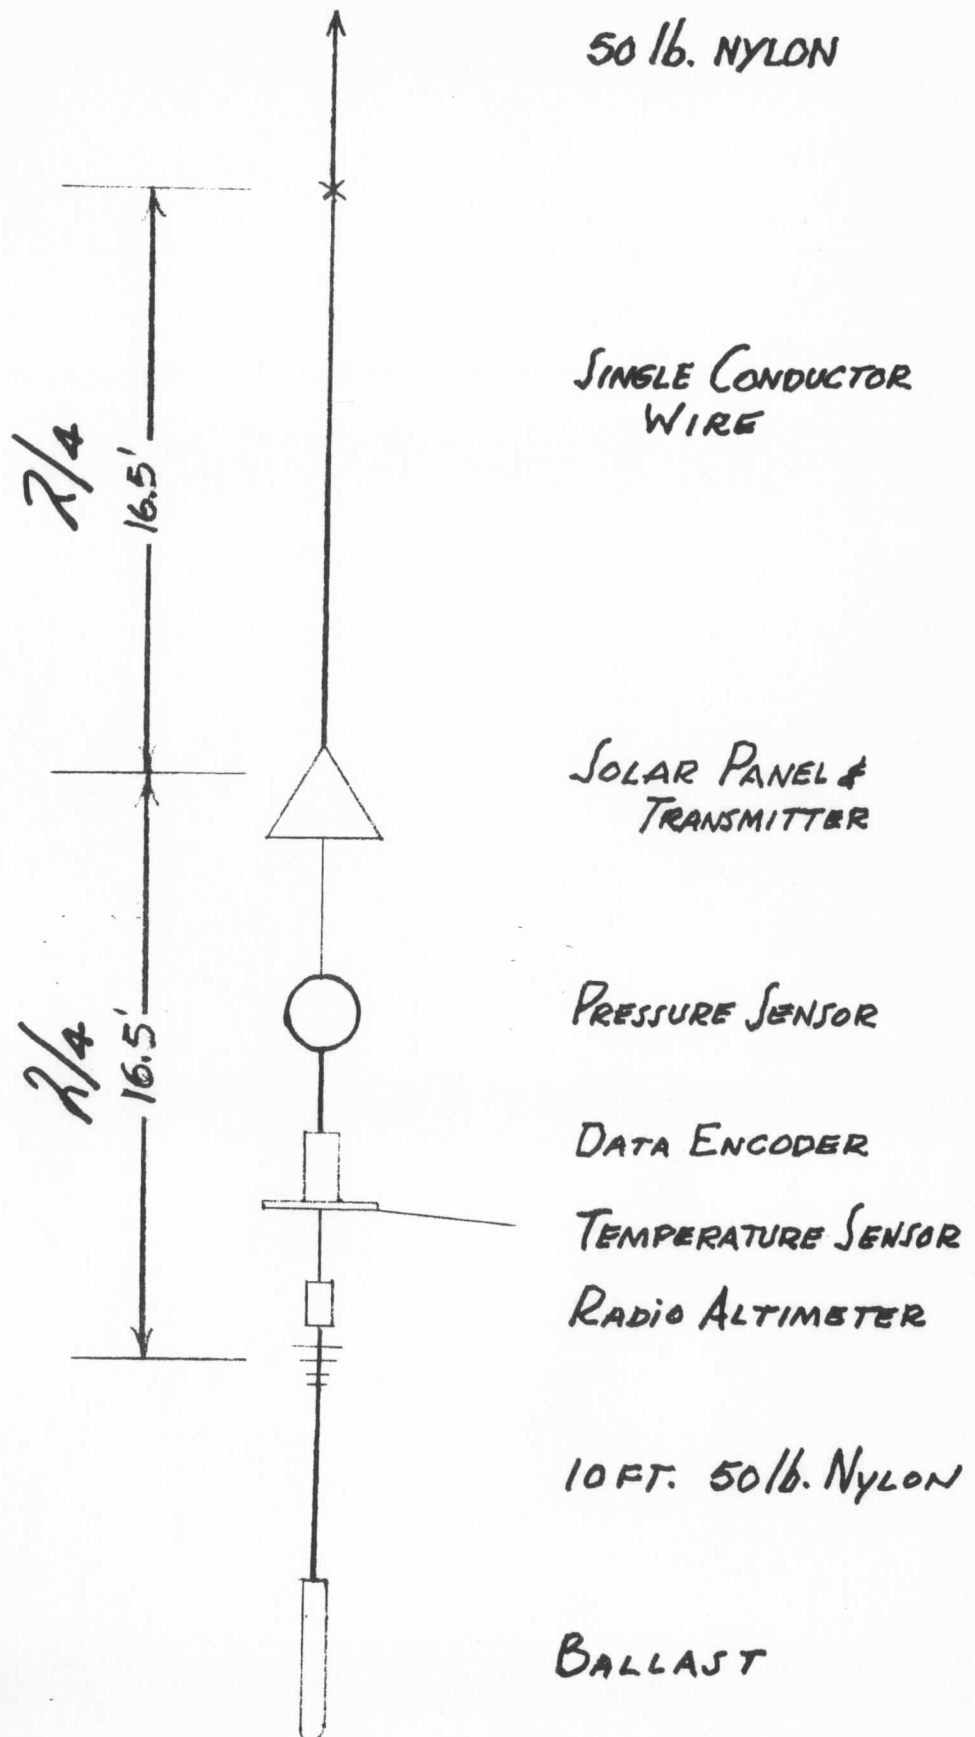 50 lb. NYLON
SINGLE CONDUCTOR
WIRE
λ/4
16.5'
SOLAR PANEL &
TRANSMITTER
PRESSURE SENSOR
λ/4
16.5'
DATA ENCODER
TEMPERATURE SENSOR
RADIO ALTIMETER
10 FT. 50 lb. NYLON
BALLAST